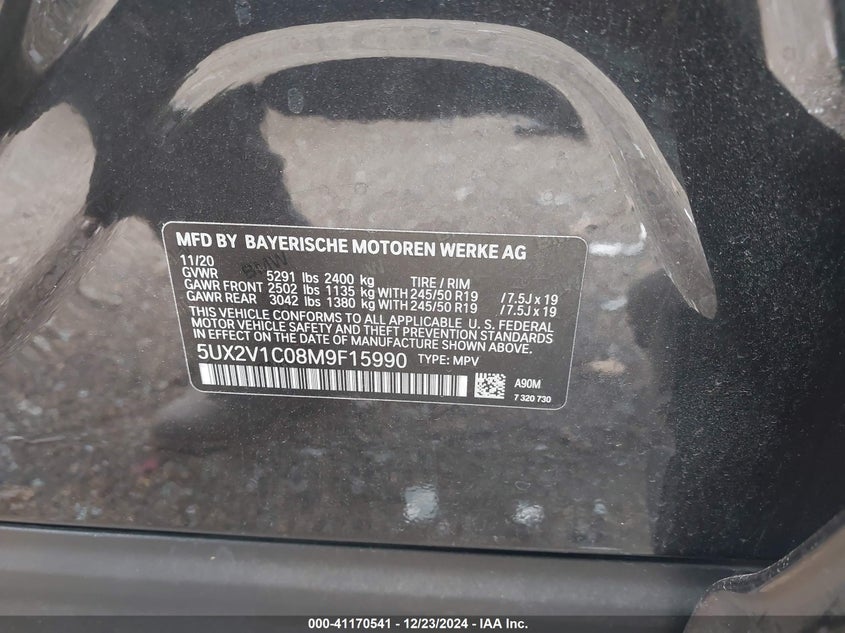 MFD BY BAYERISCHE MOTOREN WERKE AG
11/20
GVWR 5291 lbs 2400 kg TIRE / RIM
GAWR FRONT 2502 lbs 1135 kg WITH 245/50 R19 / 7.5J x 19
GAWR REAR 3042 lbs 1380 kg WITH 245/50 R19 / 7.5J x 19
THIS VEHICLE CONFORMS TO ALL APPLICABLE U. S. FEDERAL
MOTOR VEHICLE SAFETY AND THEFT PREVENTION STANDARDS
IN EFFECT ON THE DATE OF MANUFACTURE SHOWN ABOVE.
5UX2V1C08M9F15990 TYPE: MPV
A90M
7 320 730
000-41170541 - 12/23/2024 - IAA Inc.